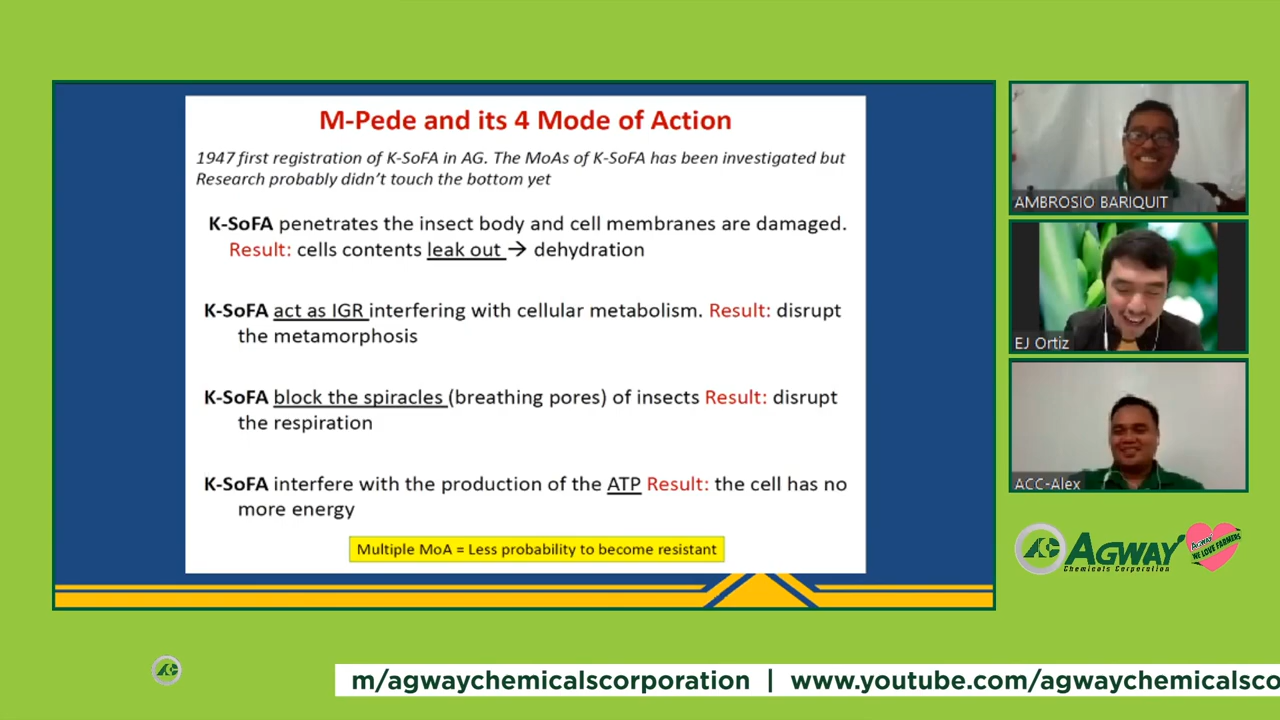 M-Pede and its 4 Mode of Action
1947 first registration of K-SoFA in AG. The MoAs of K-SoFA has been investigated but
Research probably didn't touch the bottom yet
K-SoFA penetrates the insect body and cell membranes are damaged.
Result: cells contents leak out → dehydration
K-SoFA act as IGR interfering with cellular metabolism. Result: disrupt
the metamorphosis
K-SoFA block the spiracles (breathing pores) of insects Result: disrupt
the respiration
K-SoFA interfere with the production of the ATP Result: the cell has no
more energy
Multiple MoA = Less probability to become resistant
AMBROSIO BARIQUIT
EJ Ortiz
ACC-Alex
AGWAY
Chemicals Corporation
AGWAY
WE LOVE FARMERS
m/agwaychemicalscorporation | www.youtube.com/agwaychemicalsco